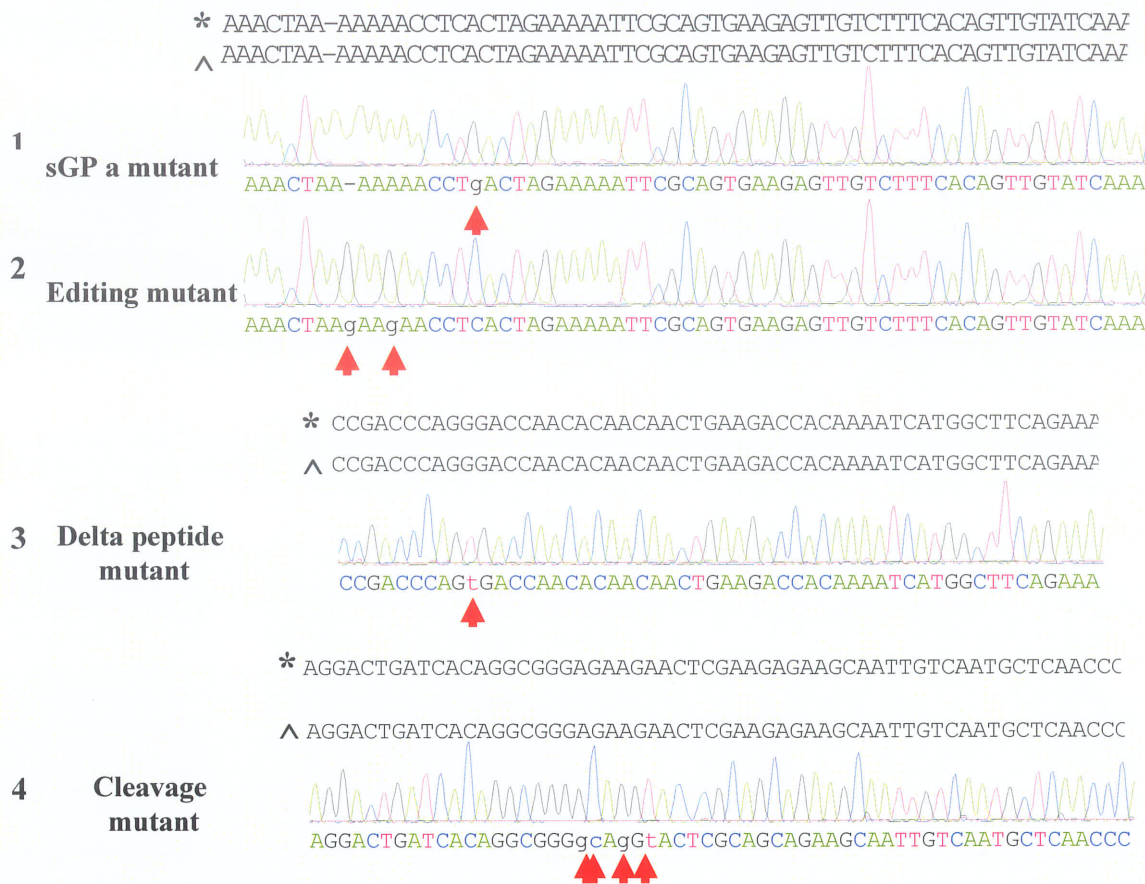 * AAACTAA-AAAAACCTCACTAGAAAAATTCGCAGTGAAGAGTTGTCTTTCACAGTTGTATCAAA
^ AAACTAA-AAAAACCTCACTAGAAAAATTCGCAGTGAAGAGTTGTCTTTCACAGTTGTATCAAA
1
sGP a mutant
AAACTAA-AAAAACCTgACTAGAAAAATTCGCAGTGAAGAGTTGTCTTTCACAGTTGTATCAAA
2
Editing mutant
AAACTAAgAAgAACCTCACTAGAAAAATTCGCAGTGAAGAGTTGTCTTTCACAGTTGTATCAAA
* CCGACCCAGGGACCAACACAACAACTGAAGACCACAAAATCATGGCTTCAGAAA
^ CCGACCCAGGGACCAACACAACAACTGAAGACCACAAAATCATGGCTTCAGAAA
3 Delta peptide
mutant
CCGACCCAGtGACCAACACAACAACTGAAGACCACAAAATCATGGCTTCAGAAA
* AGGACTGATCACAGGCGGGAGAAGAACTCGAAGAGAAGCAATTGTCAATGCTCAACCC
^ AGGACTGATCACAGGCGGGAGAAGAACTCGAAGAGAAGCAATTGTCAATGCTCAACCC
4 Cleavage
mutant
AGGACTGATCACAGGCGGGgcAgGtACTCGCAGCAGAAGCAATTGTCAATGCTCAACCC